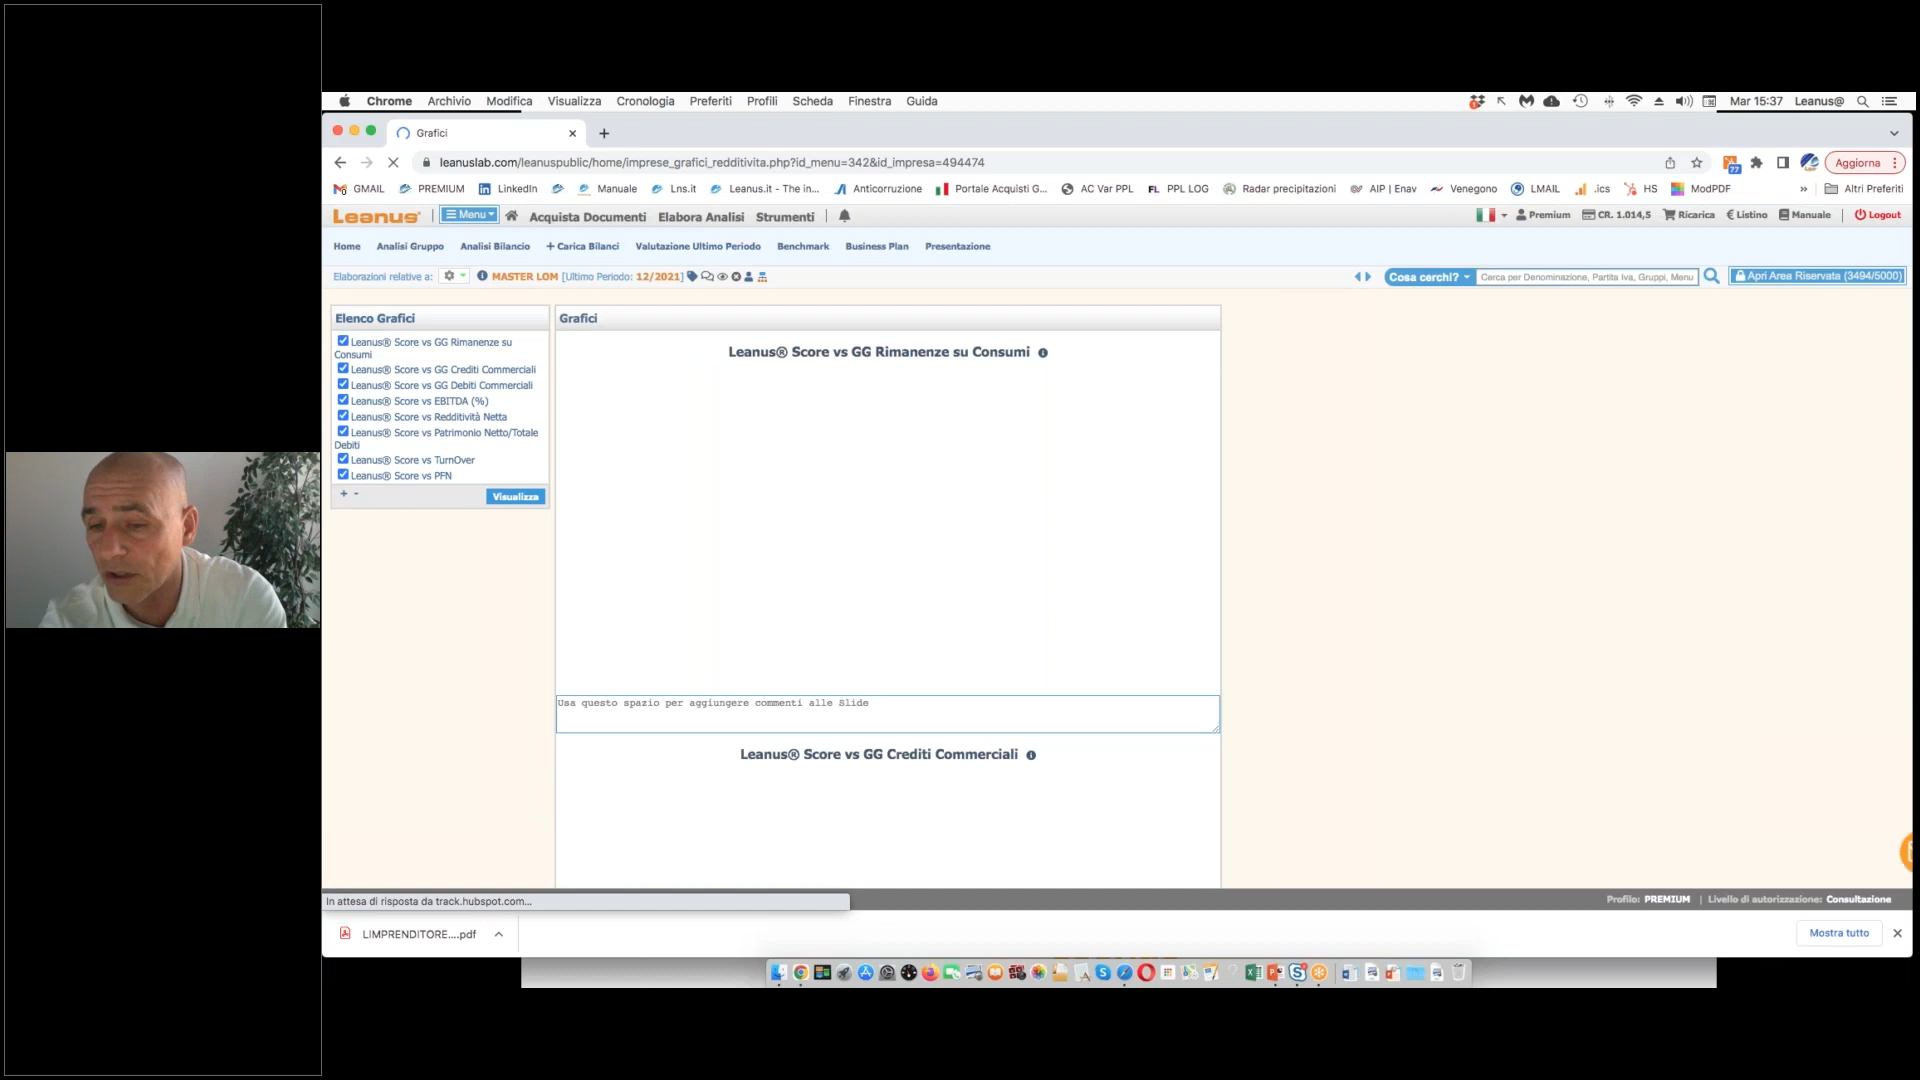 Chrome Archivio Modifica Visualizza Cronologia Preferiti Profili Scheda Finestra Guida Mar 15:37 Leanus@
Grafici
leanuslab.com/leanuspublic/home/imprese_grafici_redditivita.php?id_menu=342&id_impresa=494474 77 Aggiorna
GMAIL PREMIUM LinkedIn Manuale Lns.it Leanus.it - The in... Anticorruzione Portale Acquisti G... AC Var PPL FL PPL LOG Radar precipitazioni AIP | Enav Venegono LMAIL .ics HS ModPDF » Altri Preferiti
Leanus® Menu Acquista Documenti Elabora Analisi Strumenti Premium CR. 1.014,5 Ricarica € Listino Manuale Logout
Home Analisi Gruppo Analisi Bilancio + Carica Bilanci Valutazione Ultimo Periodo Benchmark Business Plan Presentazione
Elaborazioni relative a: MASTER LOM [Ultimo Periodo: 12/2021] Cosa cerchi? Cerca per Denominazione, Partita Iva, Gruppi, Menu Apri Area Riservata (3494/5000)
Elenco Grafici
Leanus® Score vs GG Rimanenze su
Consumi
Leanus® Score vs GG Crediti Commerciali
Leanus® Score vs GG Debiti Commerciali
Leanus® Score vs EBITDA (%)
Leanus® Score vs Redditività Netta
Leanus® Score vs Patrimonio Netto/Totale
Debiti
Leanus® Score vs TurnOver
Leanus® Score vs PFN
+ -
Visualizza
Grafici
Leanus® Score vs GG Rimanenze su Consumi
Usa questo spazio per aggiungere commenti alle Slide
Leanus® Score vs GG Crediti Commerciali
In attesa di risposta da track.hubspot.com...
Profilo: PREMIUM | Livello di autorizzazione: Consultazione
LIMPRENDITORE....pdf
Mostra tutto